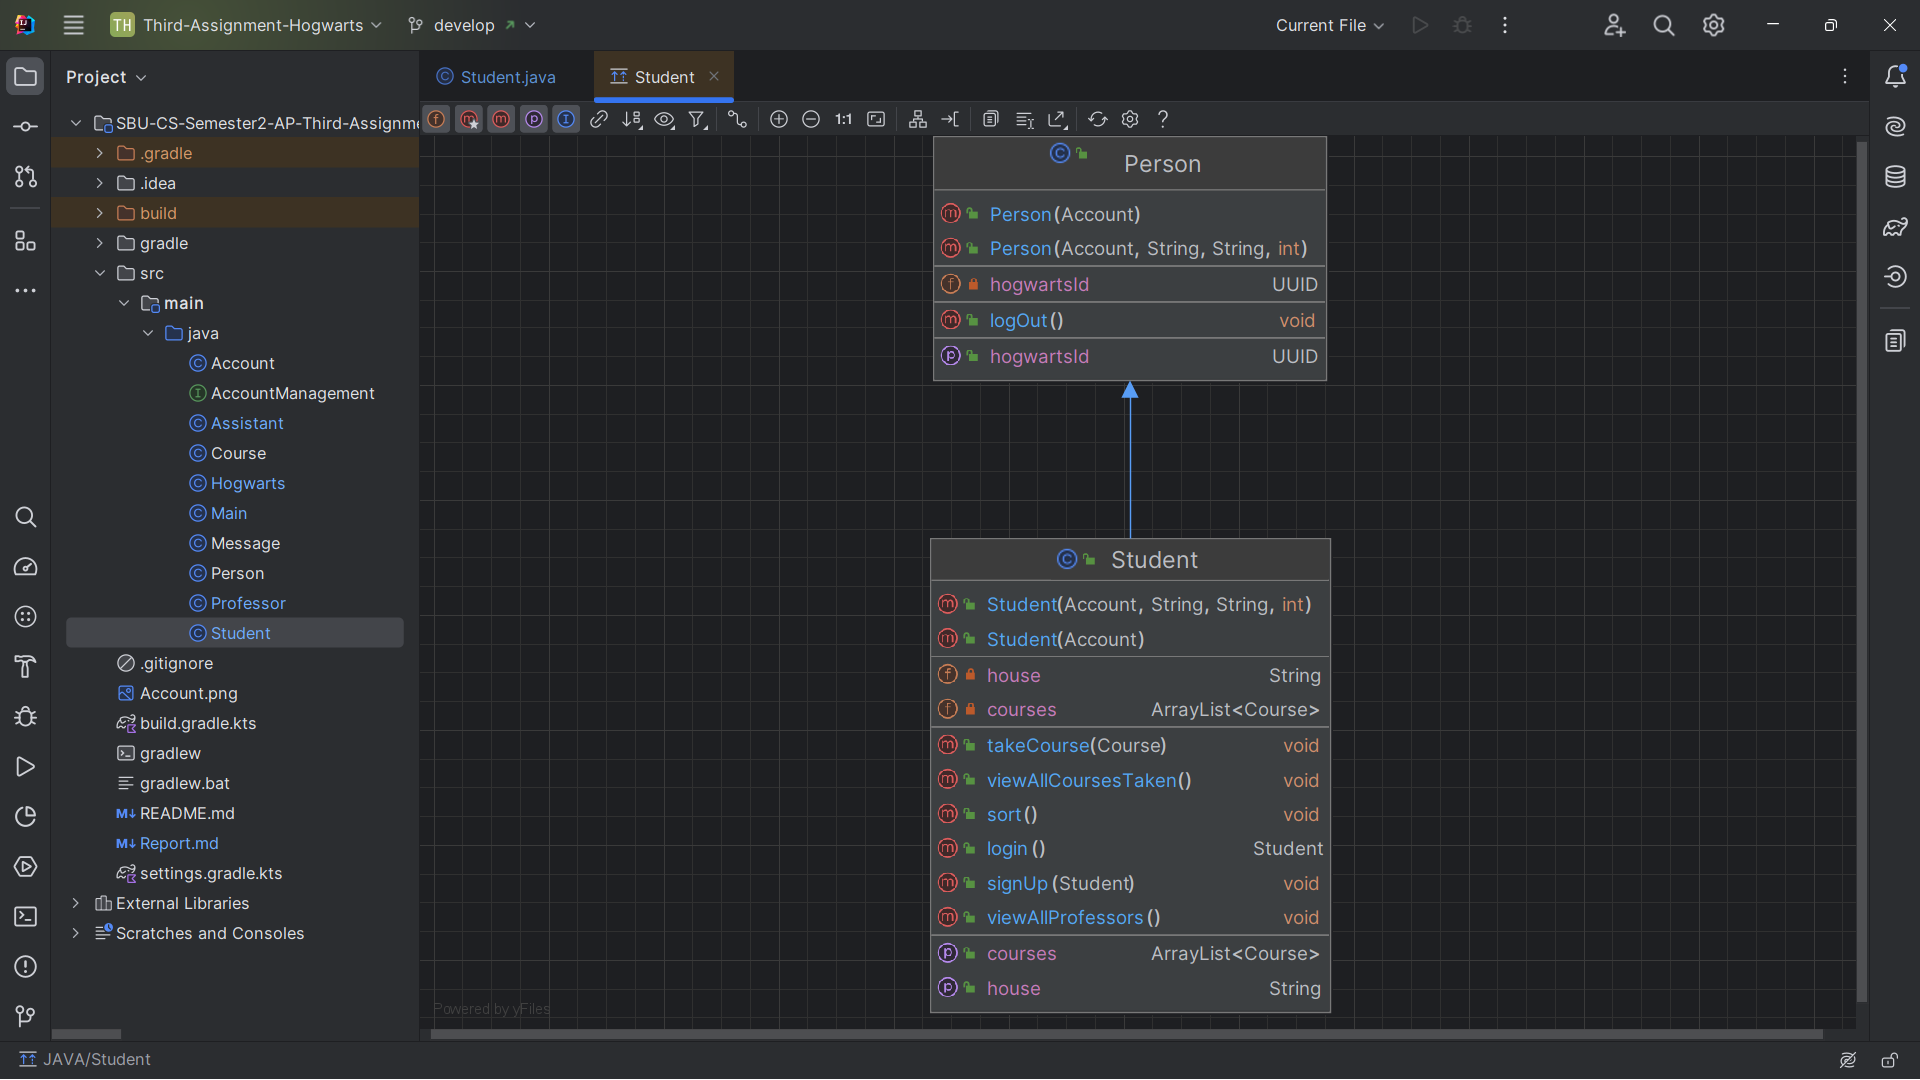 TH Third-Assignment-Hogwarts develop Current File
Project
Student.java Student
1:1
SBU-CS-Semester2-AP-Third-Assignme
.gradle
.idea
build
gradle
src
main
java
Account
AccountManagement
Assistant
Course
Hogwarts
Main
Message
Person
Professor
Student
.gitignore
Account.png
build.gradle.kts
gradlew
gradlew.bat
README.md
Report.md
settings.gradle.kts
External Libraries
Scratches and Consoles
Person
Person(Account)
Person(Account, String, String, int)
hogwartsId UUID
logOut() void
hogwartsId UUID
Student
Student(Account, String, String, int)
Student(Account)
house String
courses ArrayList<Course>
takeCourse(Course) void
viewAllCoursesTaken() void
sort() void
login() Student
signUp(Student) void
viewAllProfessors() void
courses ArrayList<Course>
house String
Powered by yFiles
JAVA/Student